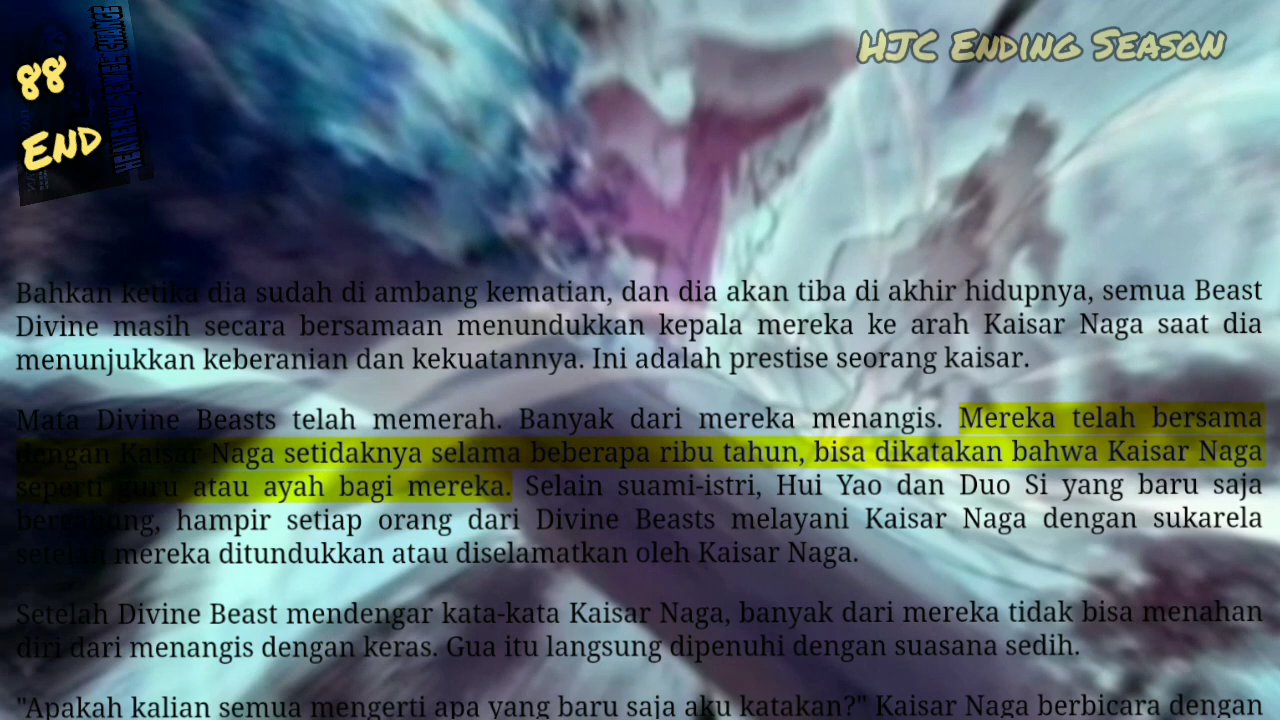 88
END
HEAVENLY JEWEL CHANGE
HJC ENDING SEASON
Bahkan ketika dia sudah di ambang kematian, dan dia akan tiba di akhir hidupnya, semua Beast
Divine masih secara bersamaan menundukkan kepala mereka ke arah Kaisar Naga saat dia
menunjukkan keberanian dan kekuatannya. Ini adalah prestise seorang kaisar.
Mata Divine Beasts telah memerah. Banyak dari mereka menangis. Mereka telah bersama
dengan Kaisar Naga setidaknya selama beberapa ribu tahun, bisa dikatakan bahwa Kaisar Naga
seperti guru atau ayah bagi mereka. Selain suami-istri, Hui Yao dan Duo Si yang baru saja
bergabung, hampir setiap orang dari Divine Beasts melayani Kaisar Naga dengan sukarela
setelah mereka ditundukkan atau diselamatkan oleh Kaisar Naga.
Setelah Divine Beast mendengar kata-kata Kaisar Naga, banyak dari mereka tidak bisa menahan
diri dari menangis dengan keras. Gua itu langsung dipenuhi dengan suasana sedih.
"Apakah kalian semua mengerti apa yang baru saja aku katakan?" Kaisar Naga berbicara dengan